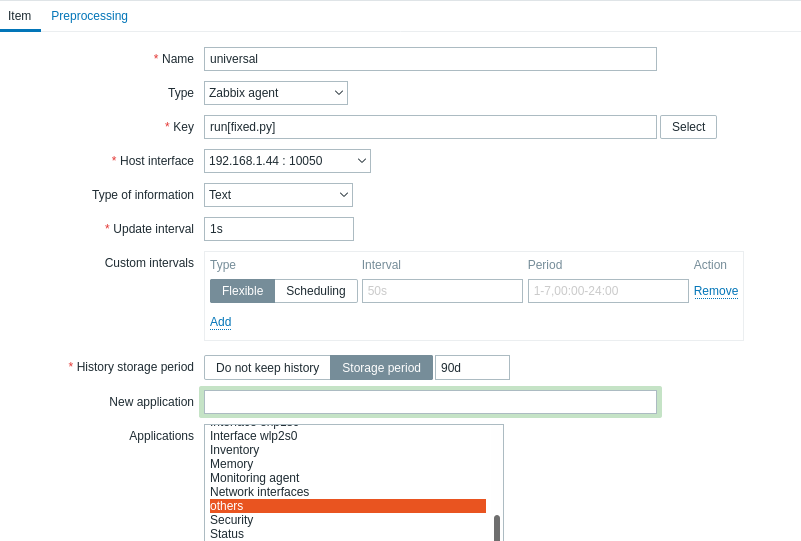 Item Preprocessing
* Name universal
Type Zabbix agent
* Key run[fixed.py] Select
* Host interface 192.168.1.44 : 10050
Type of information Text
* Update interval 1s
Custom intervals Type Interval Period Action
Flexible Scheduling 50s 1-7,00:00-24:00 Remove
Add
* History storage period Do not keep history Storage period 90d
New application
Applications
Interface wlp2s0
Inventory
Memory
Monitoring agent
Network interfaces
others
Security
Status